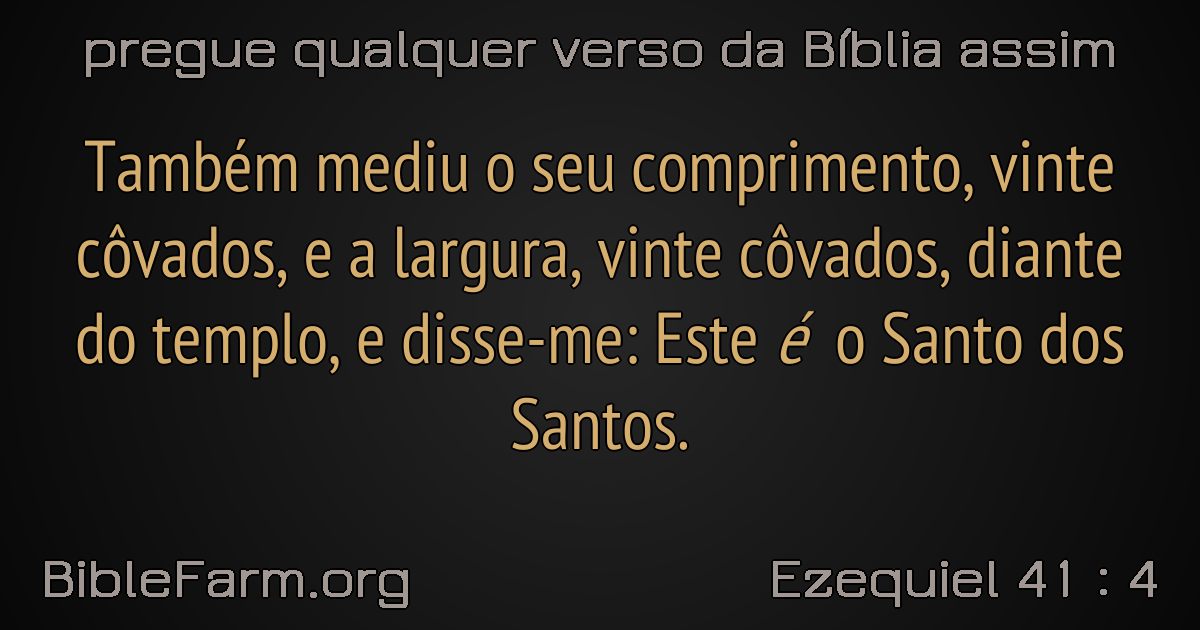 pregue qualquer verso da Bíblia assim
Também mediu o seu comprimento, vinte
côvados, e a largura, vinte côvados, diante
do templo, e disse-me: Este é o Santo dos
Santos.
BibleFarm.org
Ezequiel 41 : 4